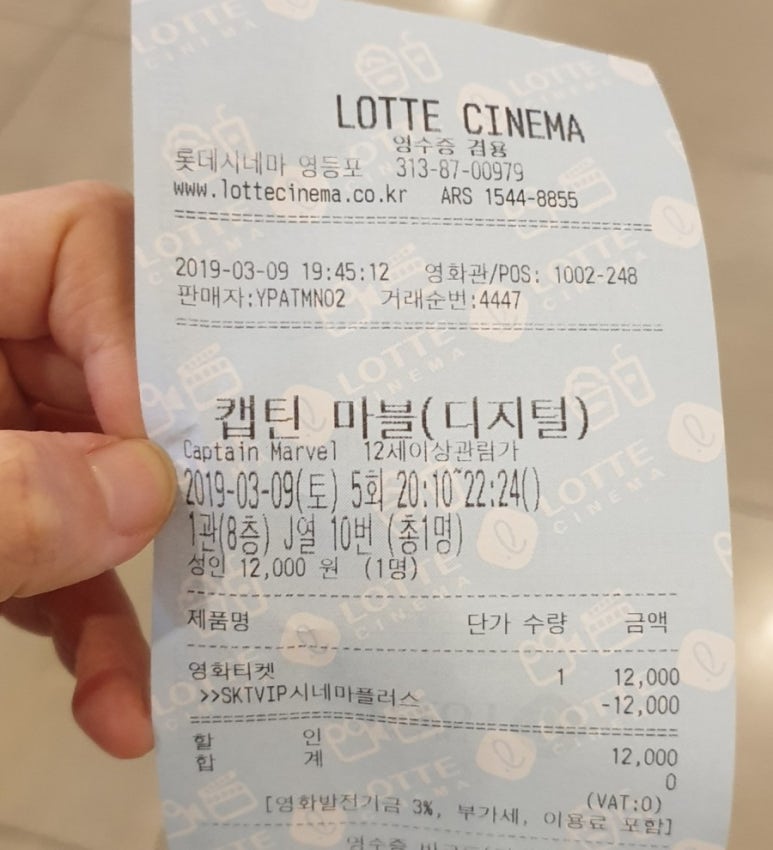 LOTTE CINEMA
영수증 겸용
롯데시네마 영등포 313-87-00979
www.lottecinema.co.kr ARS 1544-8855
2019-03-09 19:45:12 영화관/POS: 1002-248
판매자:YPATMN02 거래순번:4447
캡틴 마블(디지털)
Captain Marvel 12세이상관람가
2019-03-09(토) 5회 20:10~22:24()
1관(8층) J열 10번 (총1명)
성인 12,000 원 (1명)
제품명 단가 수량 금액
영화티켓 1 12,000
>>SKTVIP시네마플러스 -12,000
할 인 12,000
합 계 0
(VAT:0)
[영화발전기금 3%, 부가세, 이용료 포함]